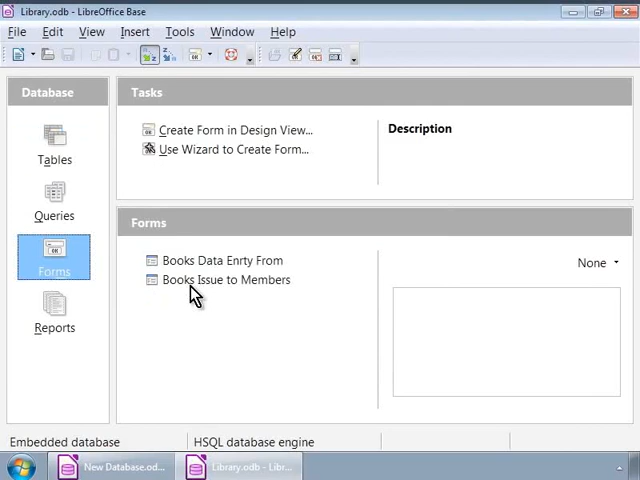 Library.odb - LibreOffice Base
File Edit View Insert Tools Window Help
Database
Tasks
Tables
Queries
Forms
Reports
Create Form in Design View...
Use Wizard to Create Form...
Description
Forms
Books Data Enrty From
Books Issue to Members
None
Embedded database
HSQL database engine
New Database.od...
Library.odb - Libre...